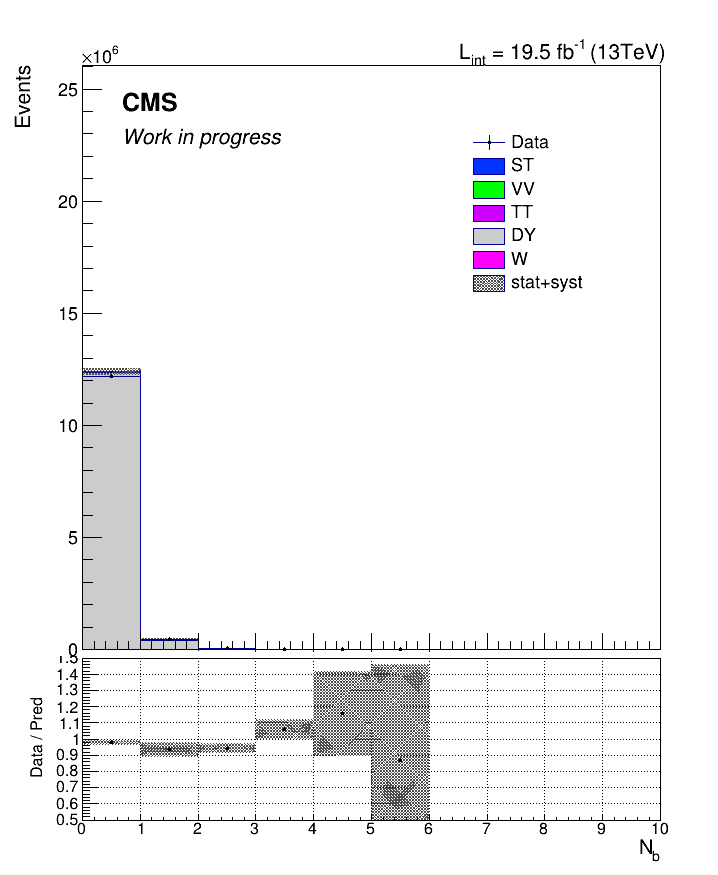 ×10⁶
L_int = 19.5 fb⁻¹ (13TeV)
Events
25
CMS
Work in progress
Data
ST
VV
20
TT
DY
W
stat+syst
15
10
5
0
1.5
1.4
1.3
1.2
1.1
1
0.9
0.8
0.7
0.6
0.5
Data / Pred
0 1 2 3 4 5 6 7 8 9 10
N_b